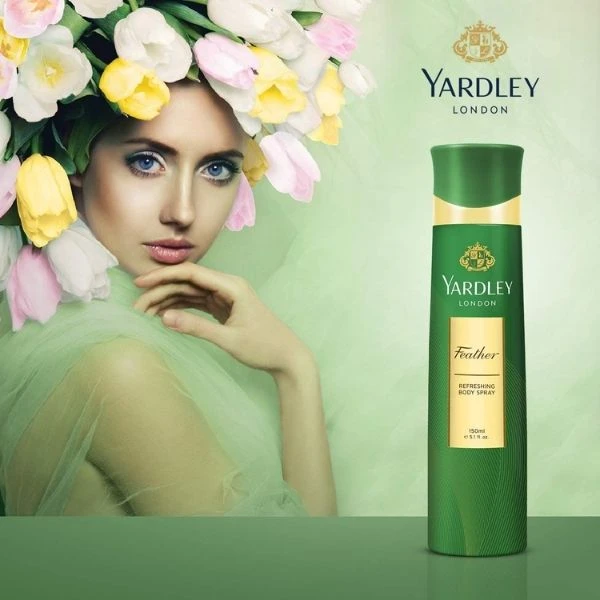 YARDLEY
LONDON
YARDLEY
LONDON
Feather
REFRESHING
BODY SPRAY
150ml
e 5.1 fl. oz.